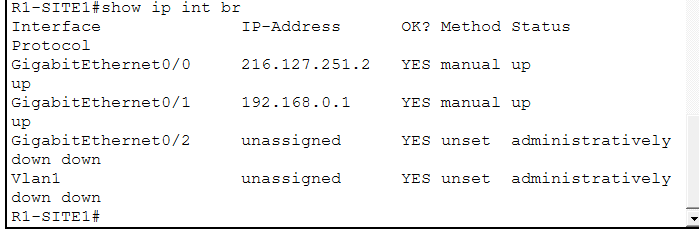 R1-SITE1#show ip int br
Interface IP-Address OK? Method Status
Protocol
GigabitEthernet0/0 216.127.251.2 YES manual up
up
GigabitEthernet0/1 192.168.0.1 YES manual up
up
GigabitEthernet0/2 unassigned YES unset administratively
down down
Vlan1 unassigned YES unset administratively
down down
R1-SITE1#